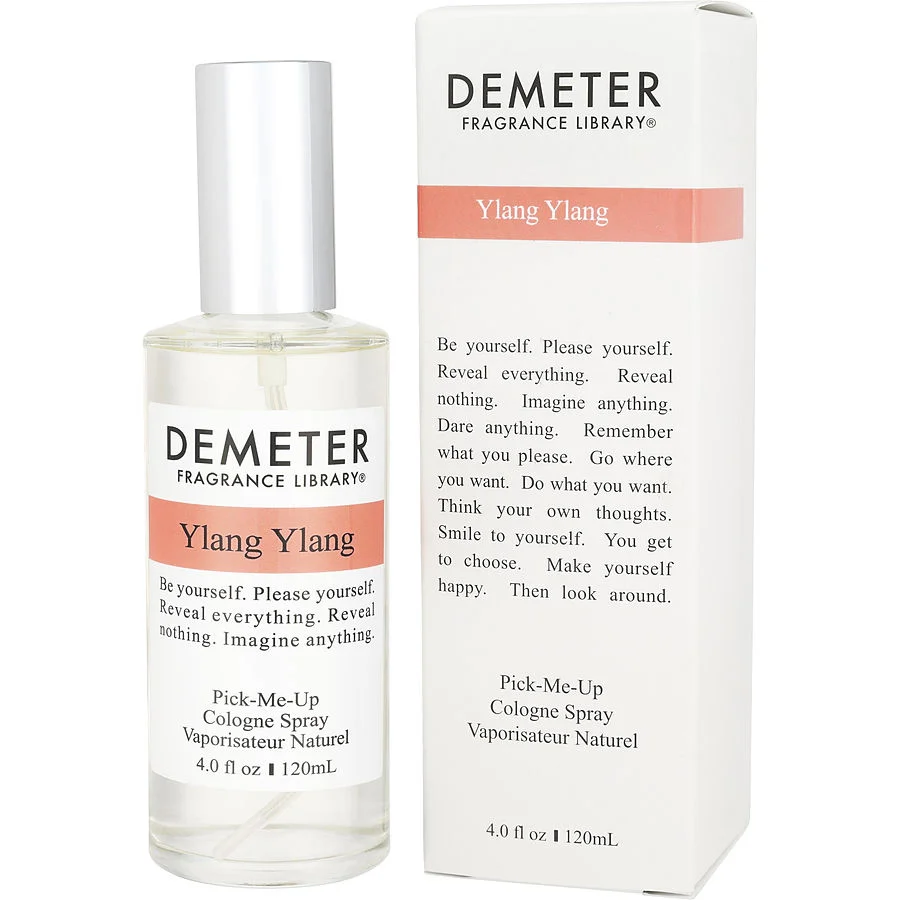 DEMETER
FRAGRANCE LIBRARY®
Ylang Ylang
Be yourself. Please yourself.
Reveal everything. Reveal
nothing. Imagine anything.
Pick-Me-Up
Cologne Spray
Vaporisateur Naturel
4.0 fl oz ❚ 120mL
DEMETER
FRAGRANCE LIBRARY®
Ylang Ylang
Be yourself. Please yourself.
Reveal everything. Reveal
nothing. Imagine anything.
Dare anything. Remember
what you please. Go where
you want. Do what you want.
Think your own thoughts.
Smile to yourself. You get
to choose. Make yourself
happy. Then look around.
Pick-Me-Up
Cologne Spray
Vaporisateur Naturel
4.0 fl oz ❚ 120mL